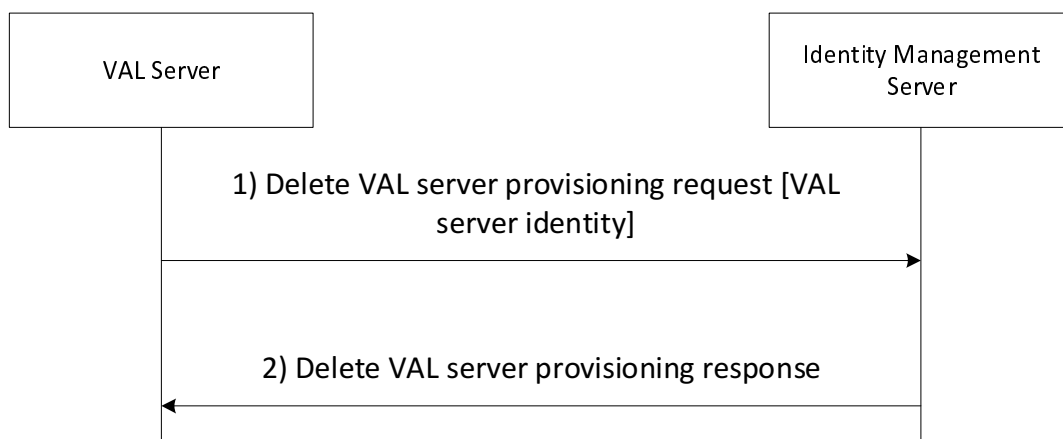 VAL Server
Identity Management
Server
1) Delete VAL server provisioning request [VAL
server identity]
2) Delete VAL server provisioning response